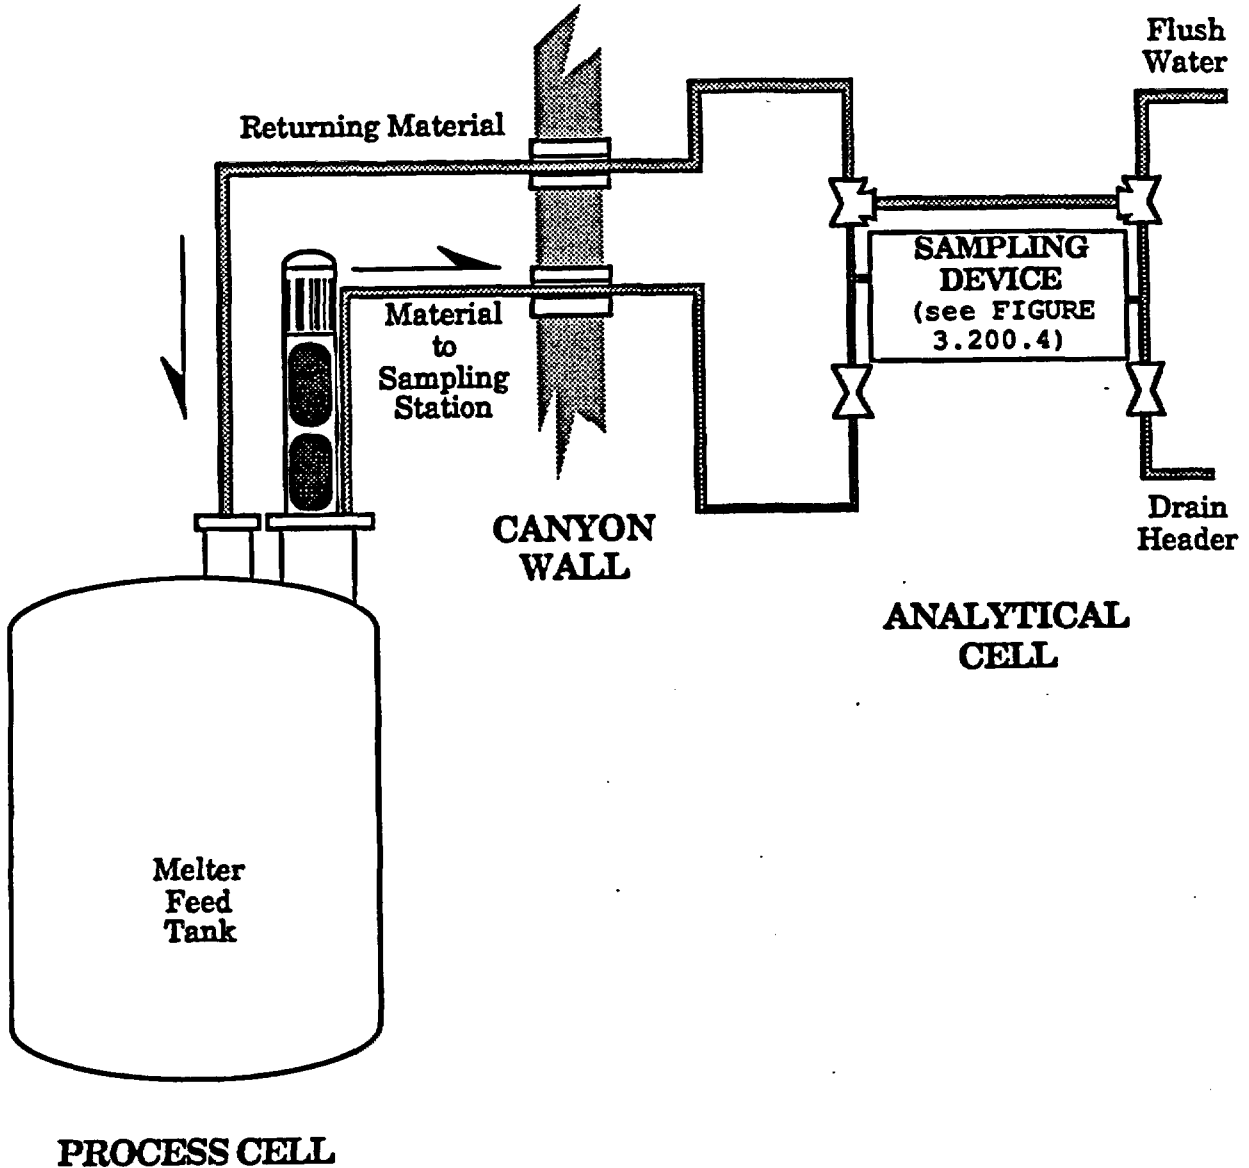 Flush
Water
Returning Material
SAMPLING
DEVICE
(see FIGURE
3.200.4)
Material
to
Sampling
Station
CANYON
WALL
Drain
Header
ANALYTICAL
CELL
Melter
Feed
Tank
PROCESS CELL